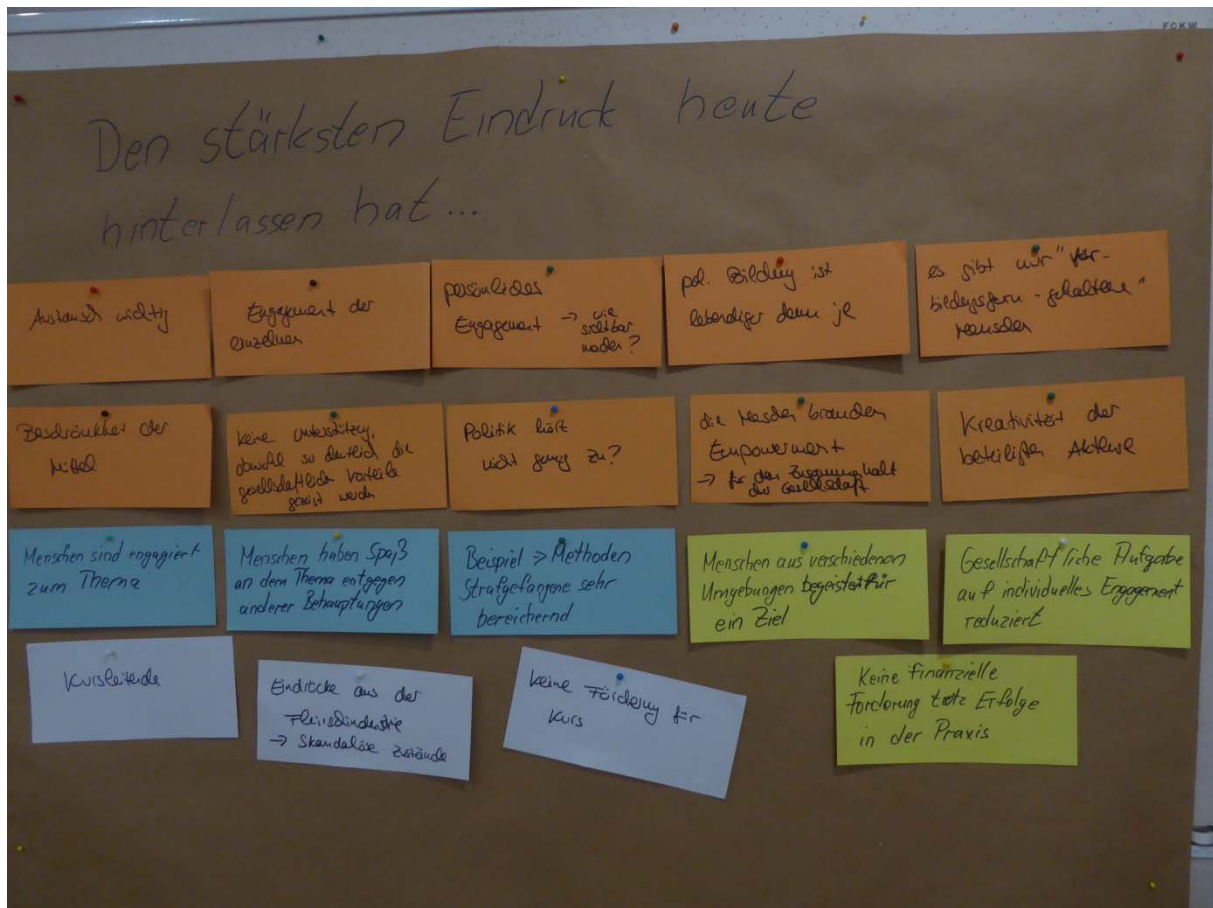 FCKW
Den stärksten Eindruck heute
hinterlassen hat...
Austausch wichtig
Engagement der
einzelnen
persönliches
Engagement → wie
sichtbar
machen?
pol. Bildung ist
lebendiger denn je
es gibt nur "
bildungsfern-gehaltene"
Menschen
Beschränktheit der
Mittel
keine Unterstützung,
obwohl so deutlich die
gesellschaftlichen Vorteile
gezeigt werden
Politik hört
nicht genug zu?
die Menschen brauchen
Empowerment
→ für den Zusammenhalt
der Gesellschaft
Kreativität der
beteiligten Akteure
Menschen sind engagiert
zum Thema
Menschen haben Spaß
an dem Thema entgegen
anderer Behauptungen
Beispiel > Methoden
Strafgefangene sehr
bereichernd
Menschen aus verschiedenen
Umgebungen begeistert für
ein Ziel
Gesellschaftliche Aufgabe
auf individuelles Engagement
reduziert
Kursleitende
Eindrücke aus der
Fleischindustrie
→ Skandalöse Zustände
keine Förderung für
Kurs
Keine finanzielle
Förderung trotz Erfolge
in der Praxis